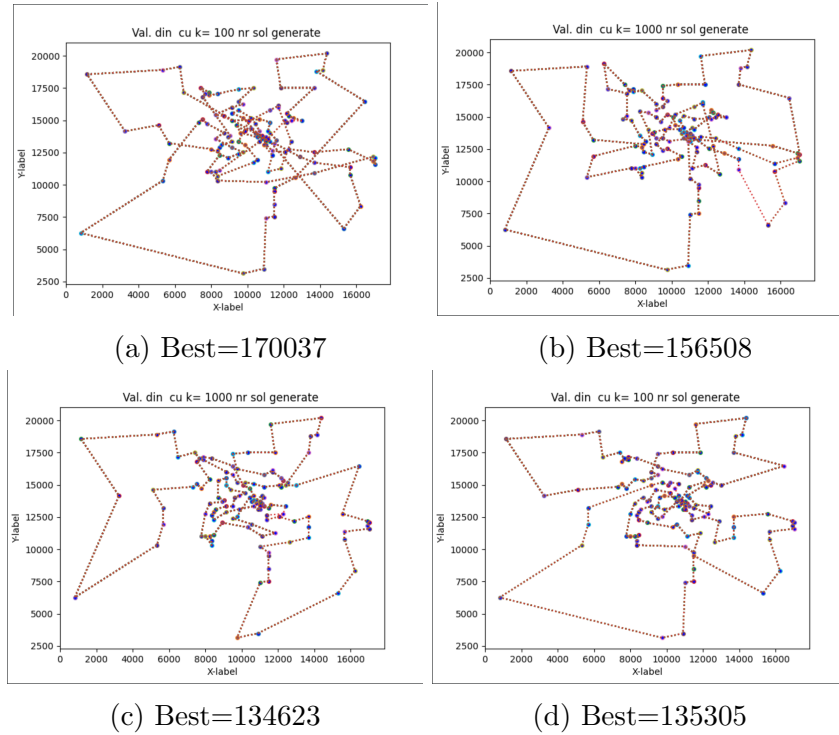 Val. din  cu k= 100 nr sol generate
20000
17500
15000
12500
10000
7500
5000
2500
Y-label
0 2000 4000 6000 8000 10000 12000 14000 16000
X-label
(a) Best=170037
Val. din  cu k= 1000 nr sol generate
20000
17500
15000
12500
10000
7500
5000
2500
Y-label
0 2000 4000 6000 8000 10000 12000 14000 16000
X-label
(b) Best=156508
Val. din  cu k= 1000 nr sol generate
20000
17500
15000
12500
10000
7500
5000
2500
Y-label
0 2000 4000 6000 8000 10000 12000 14000 16000
X-label
(c) Best=134623
Val. din  cu k= 100 nr sol generate
20000
17500
15000
12500
10000
7500
5000
2500
Y-label
0 2000 4000 6000 8000 10000 12000 14000 16000
X-label
(d) Best=135305